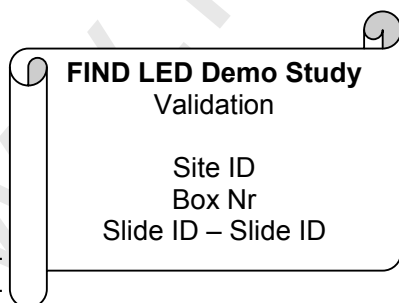 FIND LED Demo Study
Validation
Site ID
Box Nr
Slide ID – Slide ID